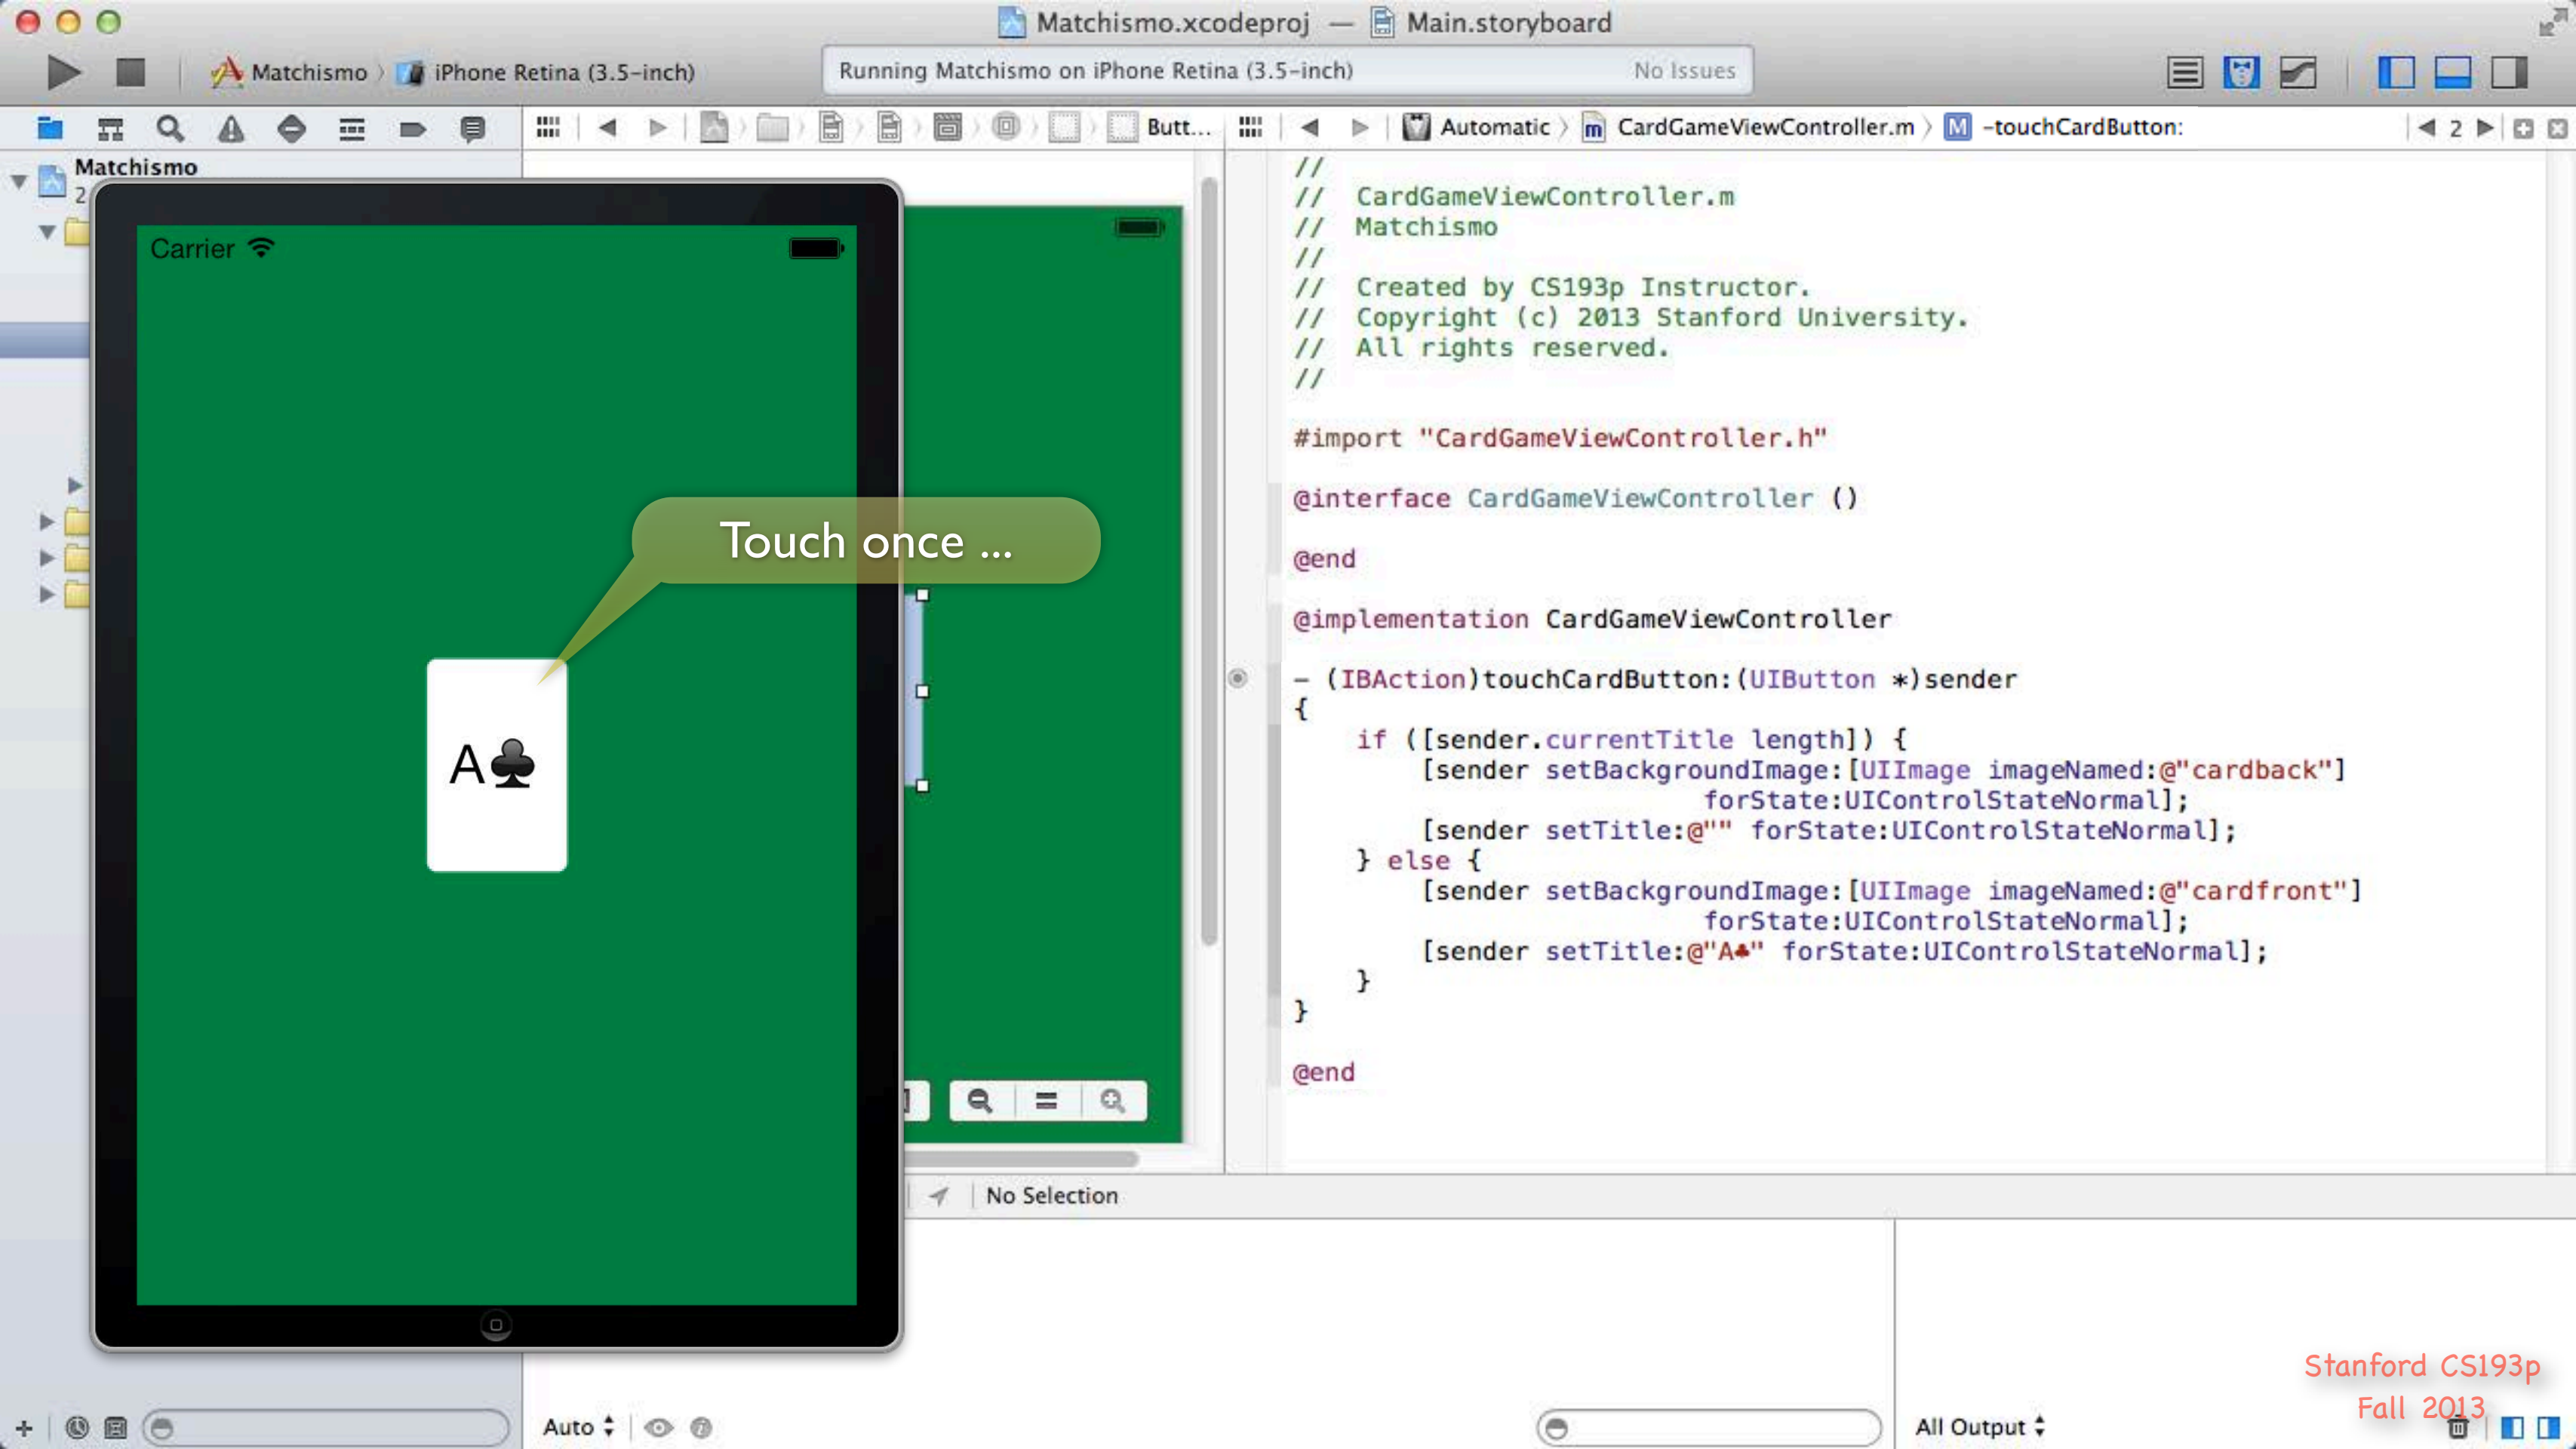 Matchismo.xcodeproj — Main.storyboard
Matchismo
iPhone Retina (3.5-inch)
Running Matchismo on iPhone Retina (3.5-inch)
No Issues
Butt...
Automatic
m
CardGameViewController.m
M
-touchCardButton:
2
Matchismo
2
Carrier
Touch once ...
A♣
//
//  CardGameViewController.m
//  Matchismo
//
//  Created by CS193p Instructor.
//  Copyright (c) 2013 Stanford University.
//  All rights reserved.
//
#import "CardGameViewController.h"
@interface CardGameViewController ()
@end
@implementation CardGameViewController
- (IBAction)touchCardButton:(UIButton *)sender
{
    if ([sender.currentTitle length]) {
        [sender setBackgroundImage:[UIImage imageNamed:@"cardback"]
                          forState:UIControlStateNormal];
        [sender setTitle:@"" forState:UIControlStateNormal];
    } else {
        [sender setBackgroundImage:[UIImage imageNamed:@"cardfront"]
                          forState:UIControlStateNormal];
        [sender setTitle:@"A♣" forState:UIControlStateNormal];
    }
}
@end
No Selection
Auto
All Output
Stanford CS193p
Fall 2013